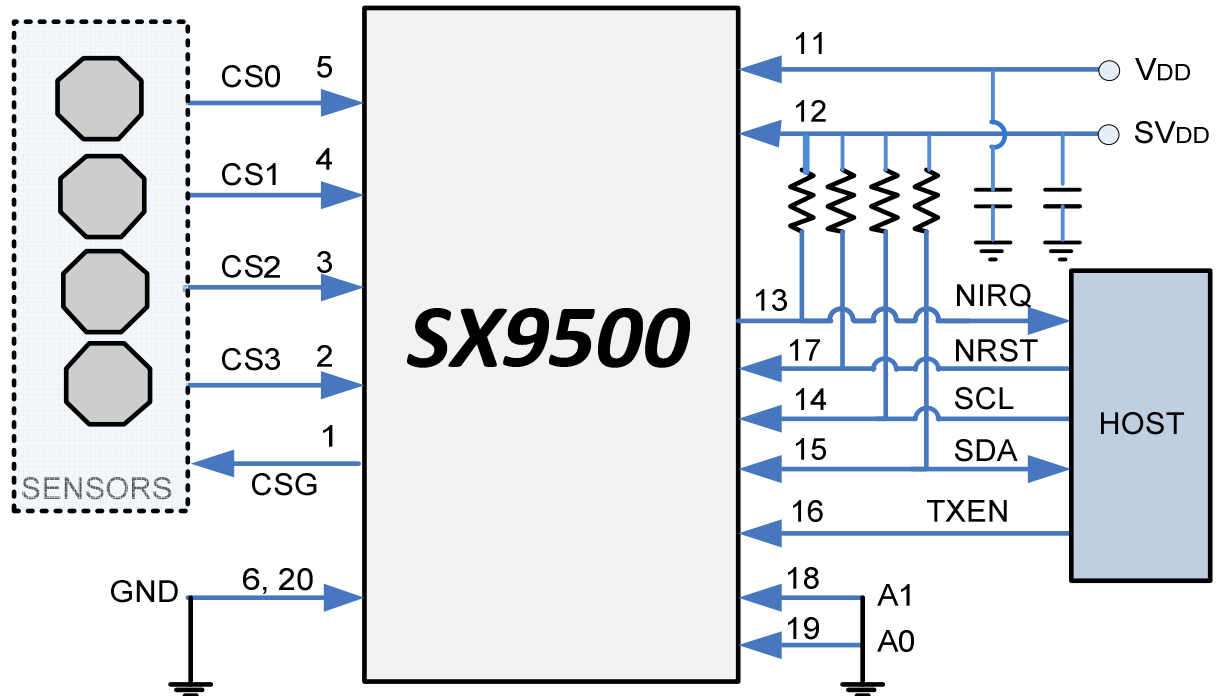 CS0 5
CS1 4
CS2 3
CS3 2
1
CSG
SENSORS
GND 6, 20
SX9500
11 VDD
12 SVDD
13 NIRQ
17 NRST
14 SCL
15 SDA
16 TXEN
HOST
18 A1
19 A0